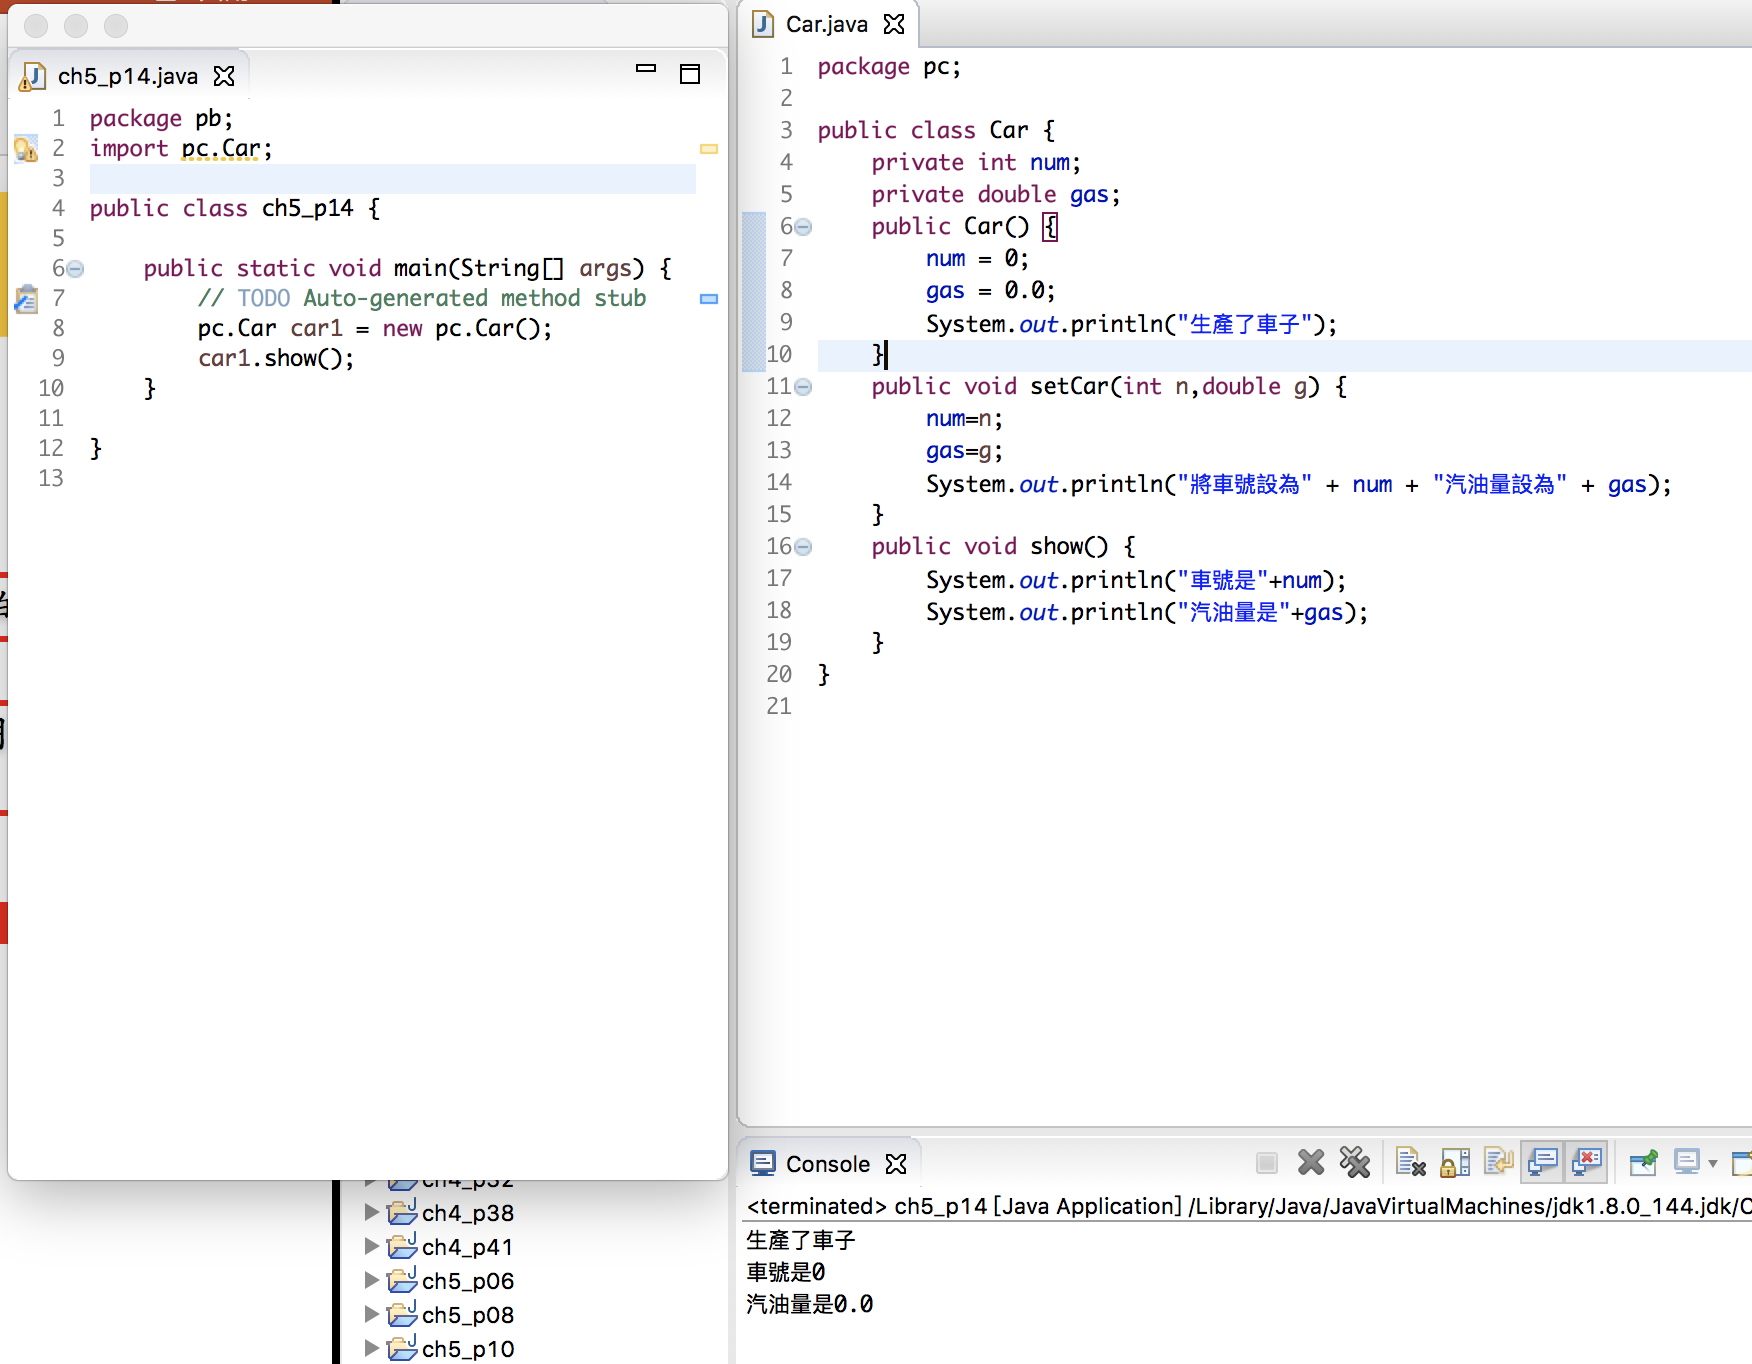 ch5_p14.java
1 package pb;
2 import pc.Car;
3
4 public class ch5_p14 {
5
6 public static void main(String[] args) {
7 // TODO Auto-generated method stub
8 pc.Car car1 = new pc.Car();
9 car1.show();
10 }
11
12 }
13
Car.java
1 package pc;
2
3 public class Car {
4 private int num;
5 private double gas;
6 public Car() {
7 num = 0;
8 gas = 0.0;
9 System.out.println("生產了車子");
10 }
11 public void setCar(int n,double g) {
12 num=n;
13 gas=g;
14 System.out.println("將車號設為" + num + "汽油量設為" + gas);
15 }
16 public void show() {
17 System.out.println("車號是"+num);
18 System.out.println("汽油量是"+gas);
19 }
20 }
21
ch4_p32
ch4_p38
ch4_p41
ch5_p06
ch5_p08
ch5_p10
Console
<terminated> ch5_p14 [Java Application] /Library/Java/JavaVirtualMachines/jdk1.8.0_144.jdk/C
生產了車子
車號是0
汽油量是0.0